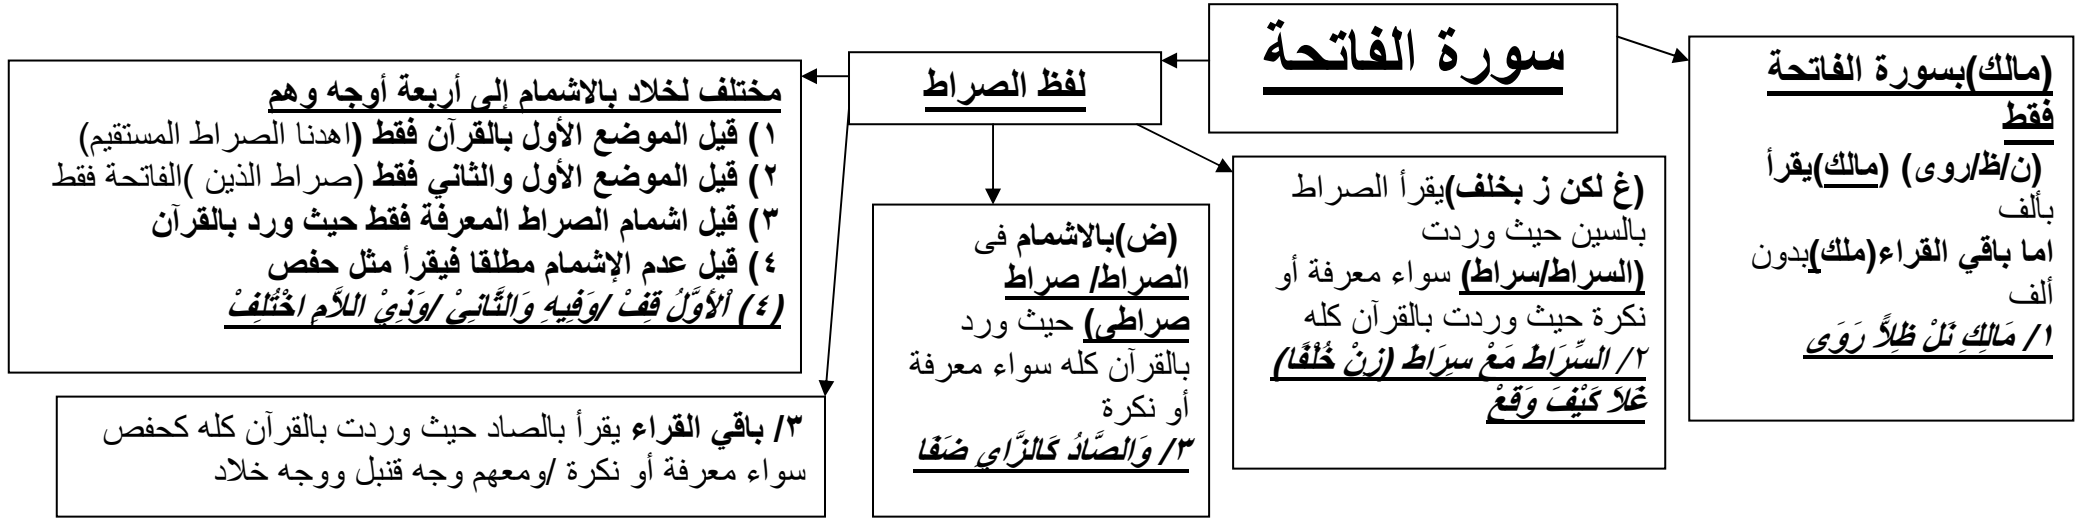 سورة الفاتحة
(مالك)بسورة الفاتحة
فقط
(ن/ظ/روى) (مالك)يقرأ
بألف
اما باقي القراء(ملك)بدون
ألف
١/ مَالِكِ نَلْ ظِلاًّ رَوَى
لفظ الصراط
(غ لكن ز بخلف)يقرأ الصراط
بالسين حيث وردت
(السراط/سراط) سواء معرفة أو
نكرة حيث وردت بالقرآن كله
٢/ السِّرَاطَ مَعْ سِرَاطَ (زِنْ خُلْفًا)
غَلاَ كَيْفَ وَقَعْ
(ض)بالاشمام فى
الصراط/ صراط
صراطى) حيث ورد
بالقرآن كله سواء معرفة
أو نكرة
٣/ وَالصَّادُ كَالزَّايِ ضَفَا
مختلف لخلاد بالاشمام إلى أربعة أوجه وهم
١) قيل الموضع الأول بالقرآن فقط (اهدنا الصراط المستقيم)
٢) قيل الموضع الأول والثاني فقط (صراط الذين )الفاتحة فقط
٣) قيل اشمام الصراط المعرفة فقط حيث ورد بالقرآن
٤) قيل عدم الإشمام مطلقا فيقرأ مثل حفص
(٤) اْلأوَّلُ قِفْ /وَفِيهِ وَالثَّانِيْ /وَذِيْ اللاَّمِ اخْتُلِفْ
٣/ باقي القراء يقرأ بالصاد حيث وردت بالقرآن كله كحفص
سواء معرفة أو نكرة /ومعهم وجه قنبل ووجه خلاد